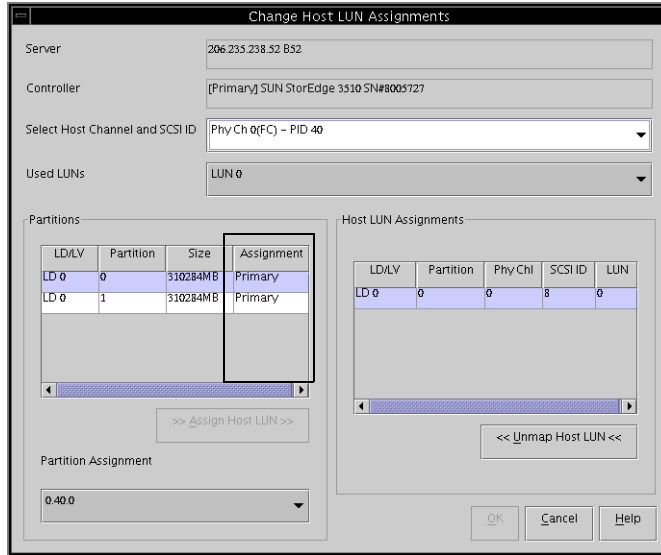 Change Host LUN Assignments
Server
206.235.238.52 B52
Controller
[Primary] SUN StorEdge 3510 SN#8005727
Select Host Channel and SCSI ID
Phy Ch 0(FC) – PID 40
Used LUNs
LUN 0
Partitions
LD/LV Partition Size Assignment
LD 0 0 310284MB Primary
LD 0 1 310284MB Primary
>> Assign Host LUN >>
Partition Assignment
0.40.0
Host LUN Assignments
LD/LV Partition Phy Chl SCSI ID LUN
LD 0 0 0 8 0
<< Unmap Host LUN <<
OK Cancel Help